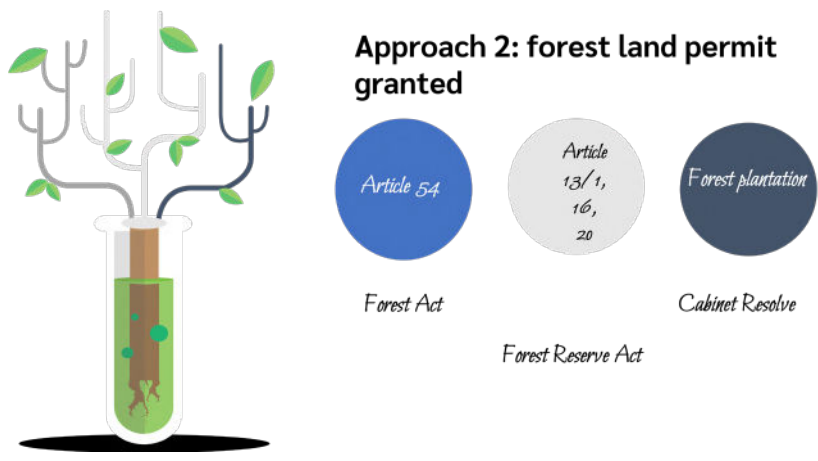 Approach 2: forest land permit
granted
Article 54
Article
13/1,
16,
20
Forest plantation
Forest Act
Cabinet Resolve
Forest Reserve Act